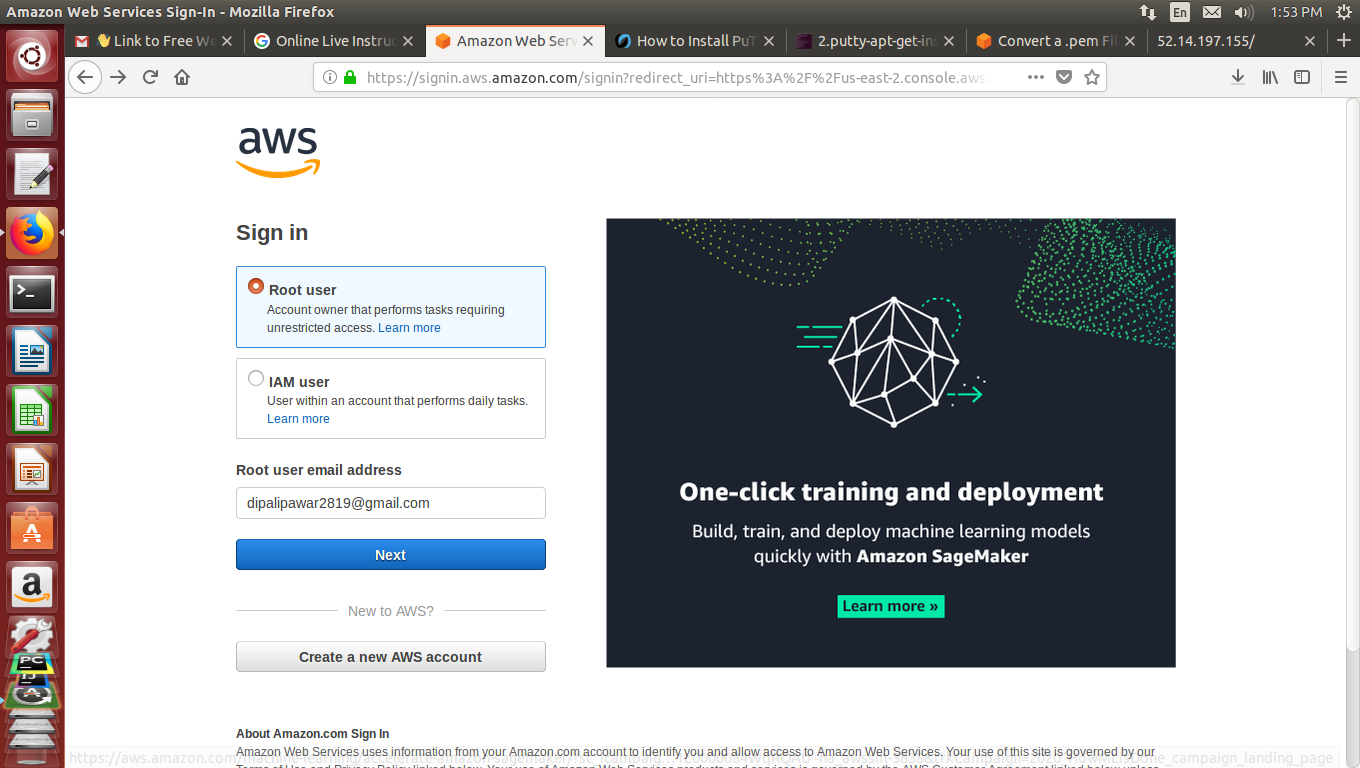 Amazon Web Services Sign-In - Mozilla Firefox
En
1:53 PM
👋 Link to Free We
Online Live Instruc
Amazon Web Serv
How to Install PuT
2.putty-apt-get-ins
Convert a .pem Fil
52.14.197.155/
https://signin.aws.amazon.com/signin?redirect_uri=https%3A%2F%2Fus-east-2.console.aws.
aws
Sign in
Root user
Account owner that performs tasks requiring
unrestricted access. Learn more
IAM user
User within an account that performs daily tasks.
Learn more
Root user email address
dipalipawar2819@gmail.com
Next
New to AWS?
Create a new AWS account
One-click training and deployment
Build, train, and deploy machine learning models
quickly with Amazon SageMaker
Learn more »
About Amazon.com Sign In
Amazon Web Services uses information from your Amazon.com account to identify you and allow access to Amazon Web Services. Your use of this site is governed by our